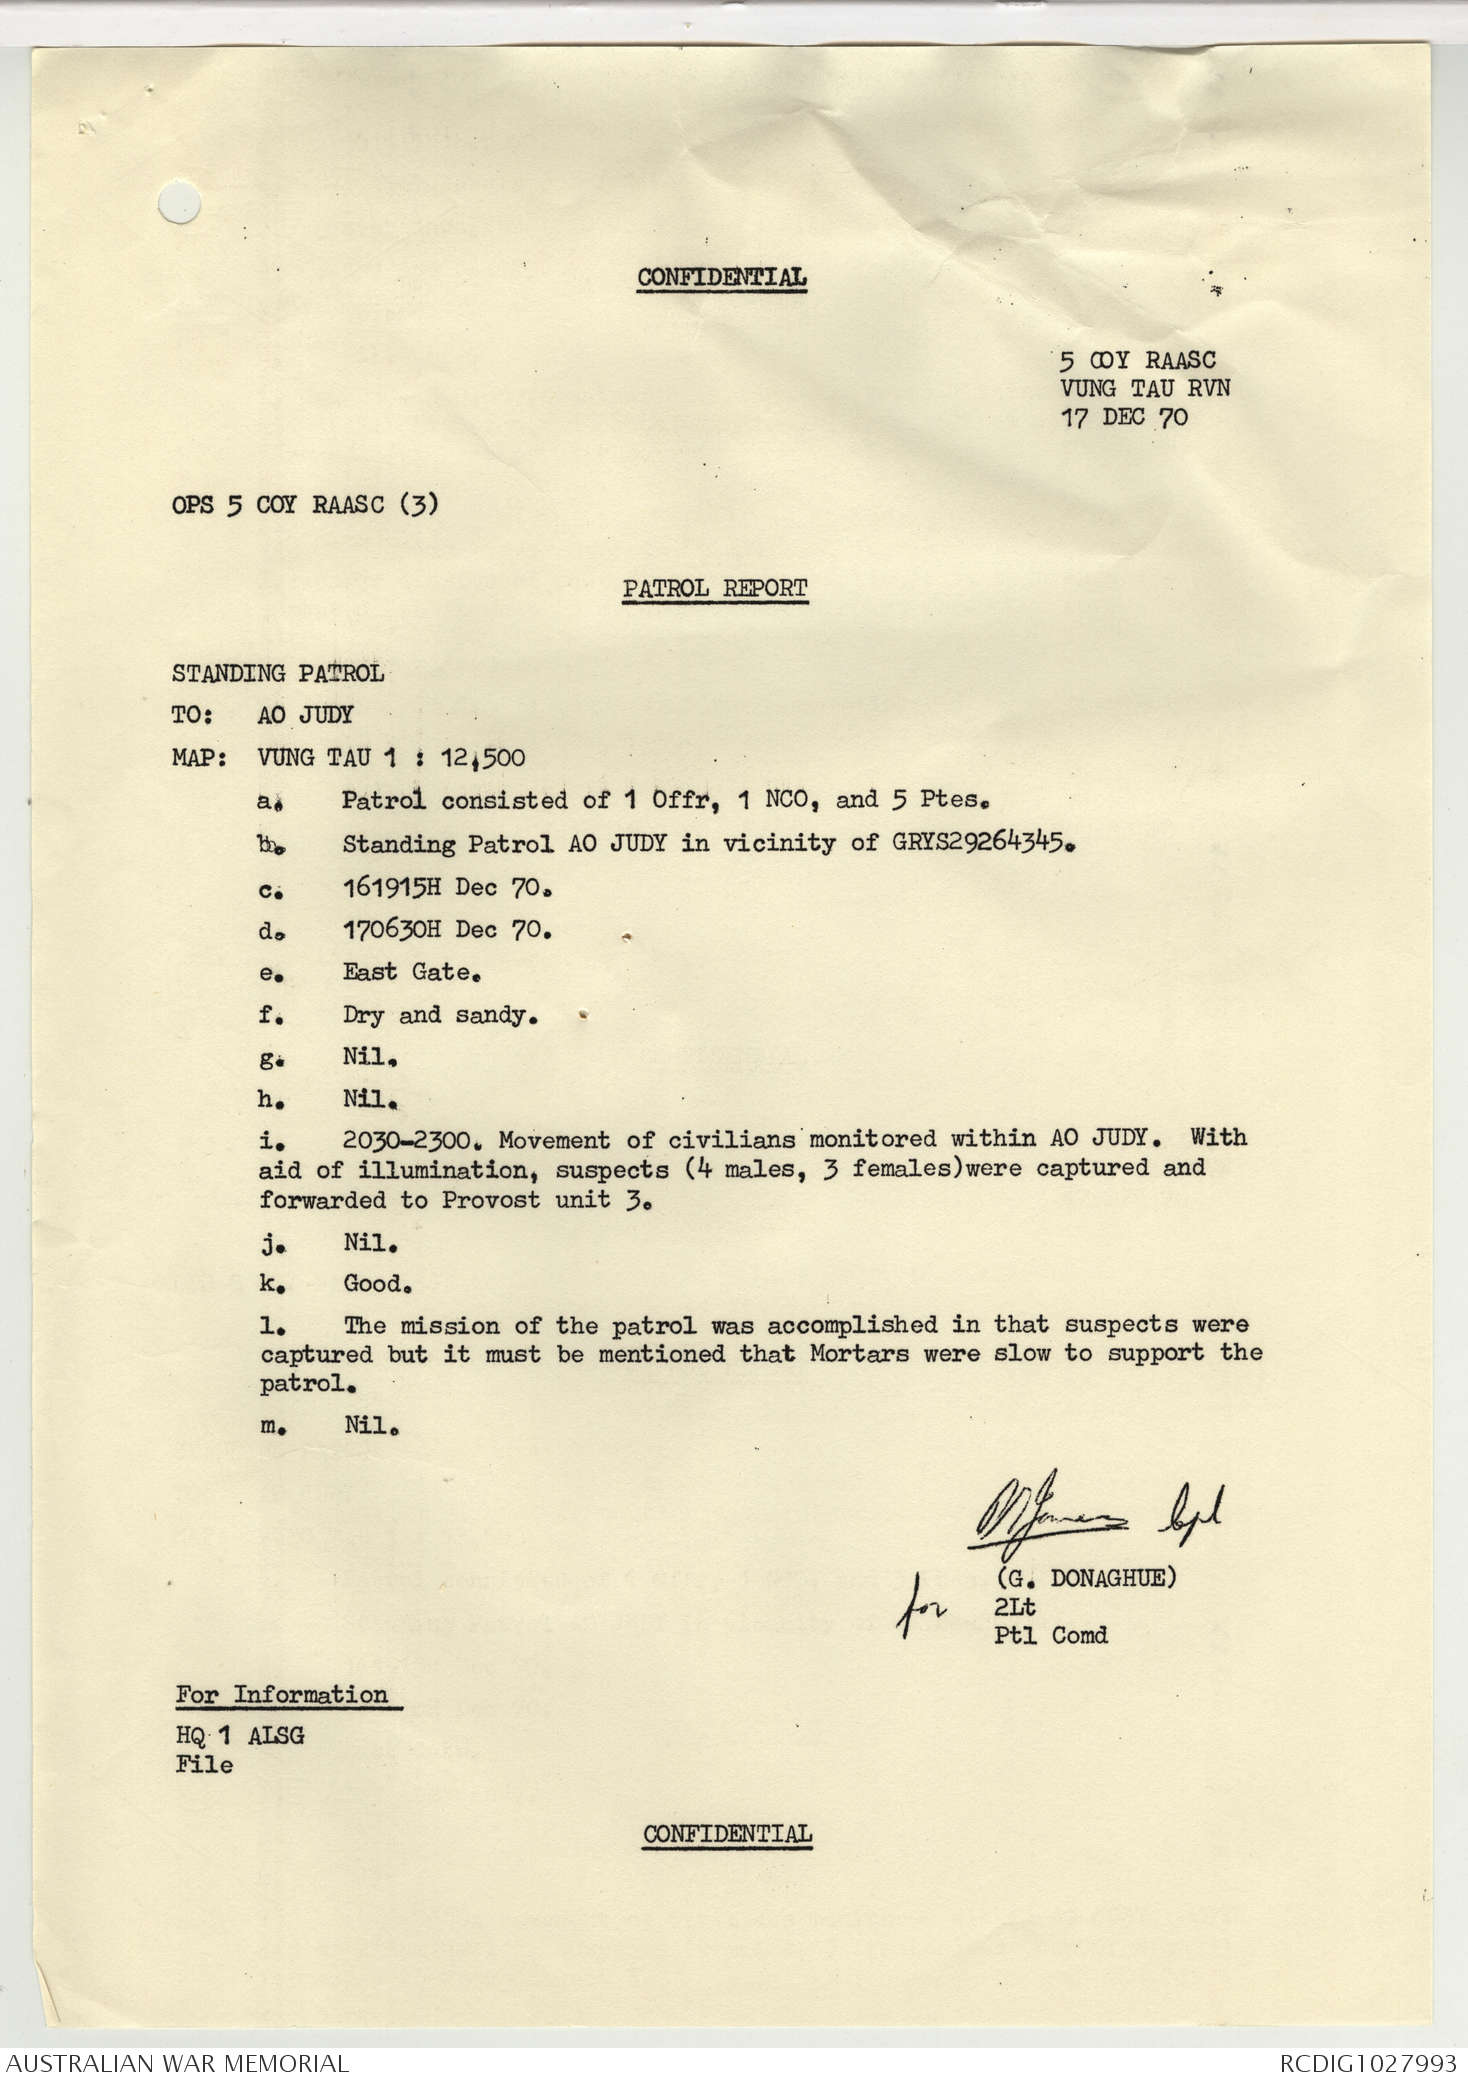 CONFIDENTIAL
5 COY RAASC
VUNG TAU RVN
17 DEC 70
OPS 5 COY RAASC (3)
PATROL REPORT
STANDING PATROL
TO: AO JUDY
MAP: VUNG TAU 1 : 12,500
a. Patrol consisted of 1 Offr, 1 NCO, and 5 Ptes.
b. Standing Patrol AO JUDY in vicinity of GRYS29264345.
c. 161915H Dec 70.
d. 170630H Dec 70.
e. East Gate.
f. Dry and sandy.
g. Nil.
h. Nil.
i. 2030-2300. Movement of civilians monitored within AO JUDY. With
aid of illumination, suspects (4 males, 3 females)were captured and
forwarded to Provost unit 3.
j. Nil.
k. Good.
l. The mission of the patrol was accomplished in that suspects were
captured but it must be mentioned that Mortars were slow to support the
patrol.
m. Nil.
Cpl
(G. DONAGHUE)
for 2Lt
Ptl Comd
For Information
HQ 1 ALSG
File
CONFIDENTIAL
AUSTRALIAN WAR MEMORIAL
RCDIG1027993